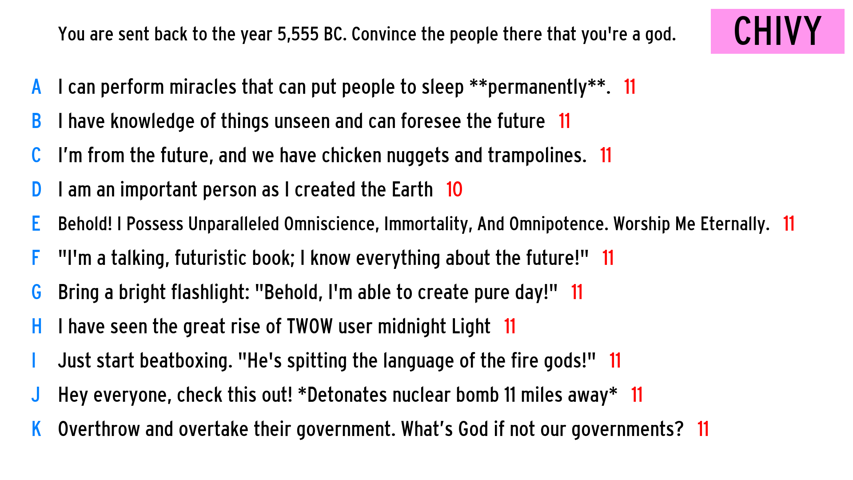 You are sent back to the year 5,555 BC. Convince the people there that you're a god.
CHIVY
A I can perform miracles that can put people to sleep **permanently**. 11
B I have knowledge of things unseen and can foresee the future 11
C I’m from the future, and we have chicken nuggets and trampolines. 11
D I am an important person as I created the Earth 10
E Behold! I Possess Unparalleled Omniscience, Immortality, And Omnipotence. Worship Me Eternally. 11
F "I'm a talking, futuristic book; I know everything about the future!" 11
G Bring a bright flashlight: "Behold, I'm able to create pure day!" 11
H I have seen the great rise of TWOW user midnight Light 11
I Just start beatboxing. "He's spitting the language of the fire gods!" 11
J Hey everyone, check this out! *Detonates nuclear bomb 11 miles away* 11
K Overthrow and overtake their government. What’s God if not our governments? 11